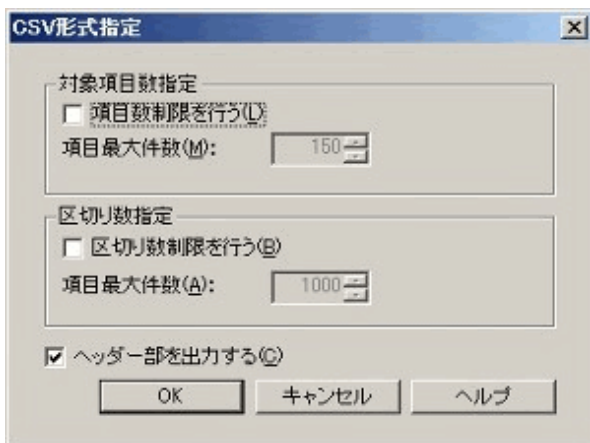 CSV形式指定
対象項目数指定
項目数制限を行う(L)
項目最大件数(M): 150
区切り数指定
区切り数制限を行う(B)
項目最大件数(A): 1000
ヘッダー部を出力する(C)
OK キャンセル ヘルプ